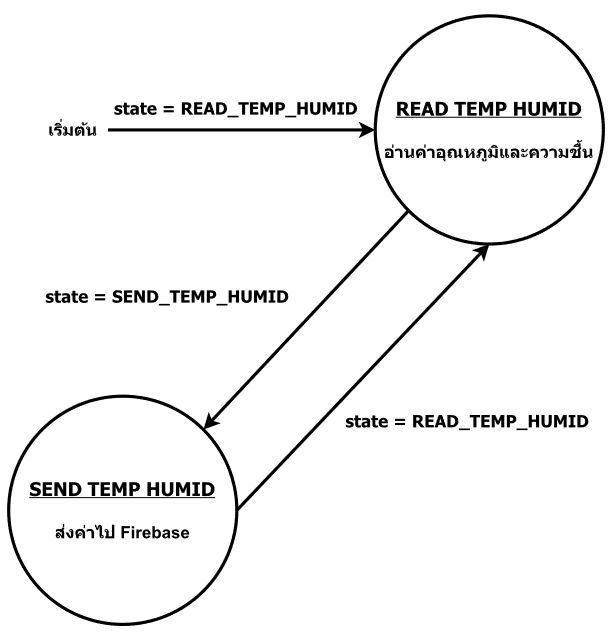 state = READ_TEMP_HUMID
เริ่มต้น
READ TEMP HUMID
อ่านค่าอุณหภูมิและความชื้น
state = SEND_TEMP_HUMID
state = READ_TEMP_HUMID
SEND TEMP HUMID
ส่งค่าไป Firebase